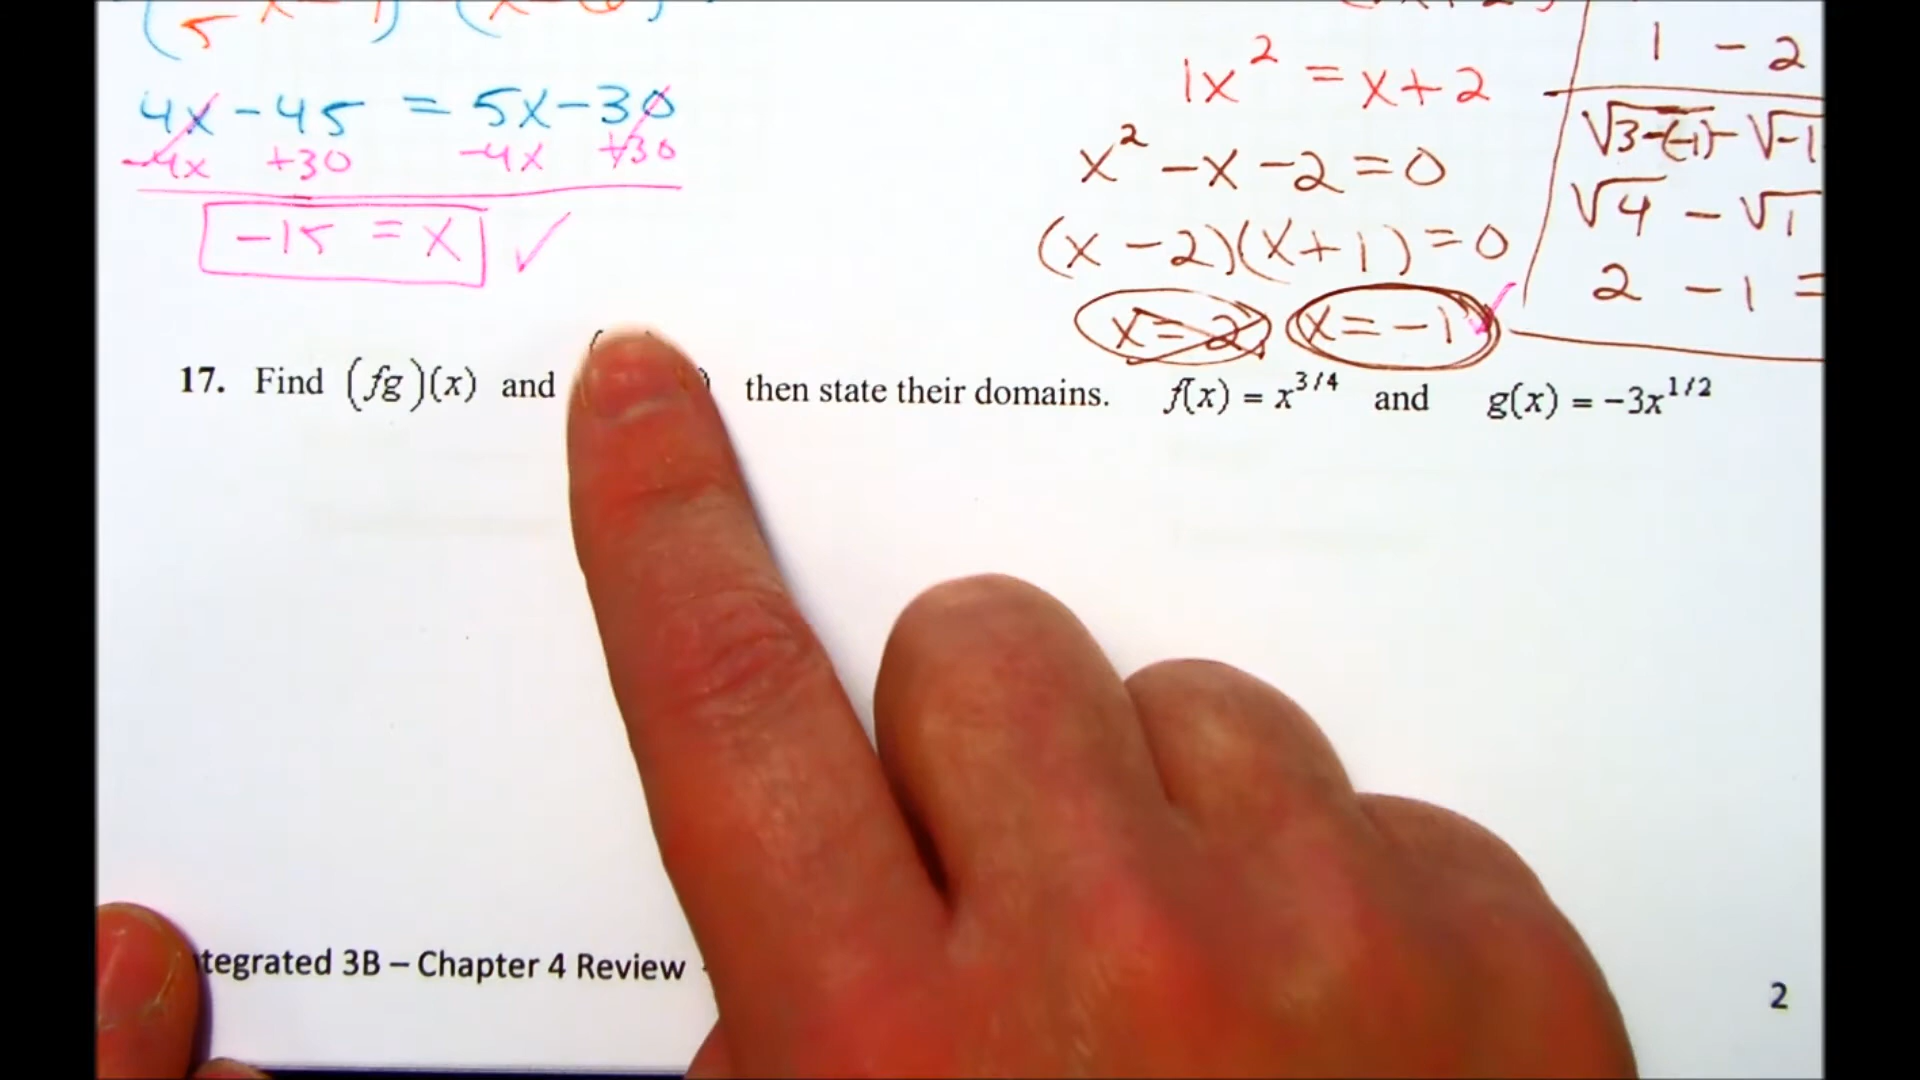 4x - 45 = 5x - 30
-4x +30 -4x +30
-15 = x ✓
1x² = x + 2
x² - x - 2 = 0
(x - 2)(x + 1) = 0
x = 2 x = -1 ✓
1 - 2
√3-(-1) - √-1
√4 - √1
2 - 1 =
17. Find (fg)(x) and then state their domains. f(x) = x^3/4 and g(x) = -3x^1/2
tegrated 3B – Chapter 4 Review
2